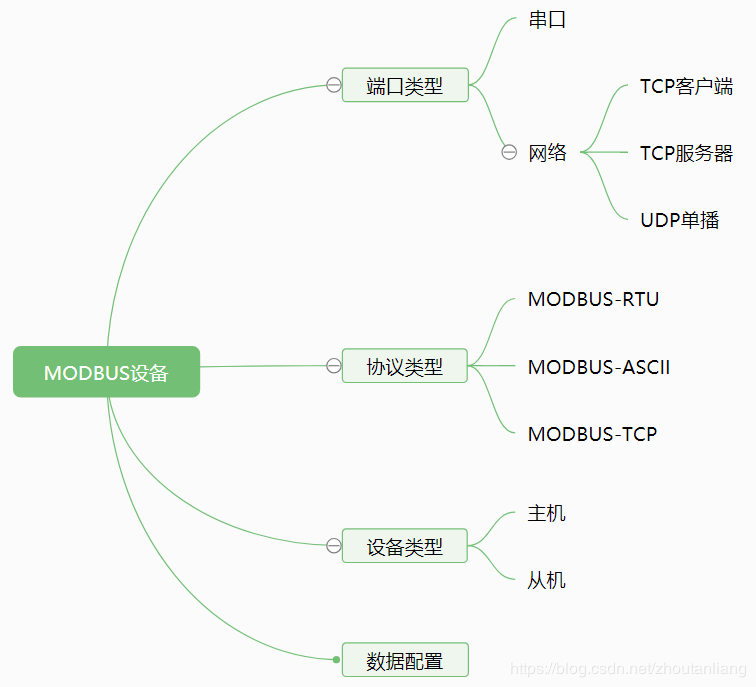 串口
端口类型
TCP客户端
网络
TCP服务器
UDP单播
MODBUS-RTU
MODBUS设备
协议类型
MODBUS-ASCII
MODBUS-TCP
主机
设备类型
从机
数据配置
https://blog.csdn.net/zhoutanliang